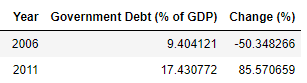 Year Government Debt (% of GDP) Change (%)
2006 9.404121 -50.348266
2011 17.430772 85.570659